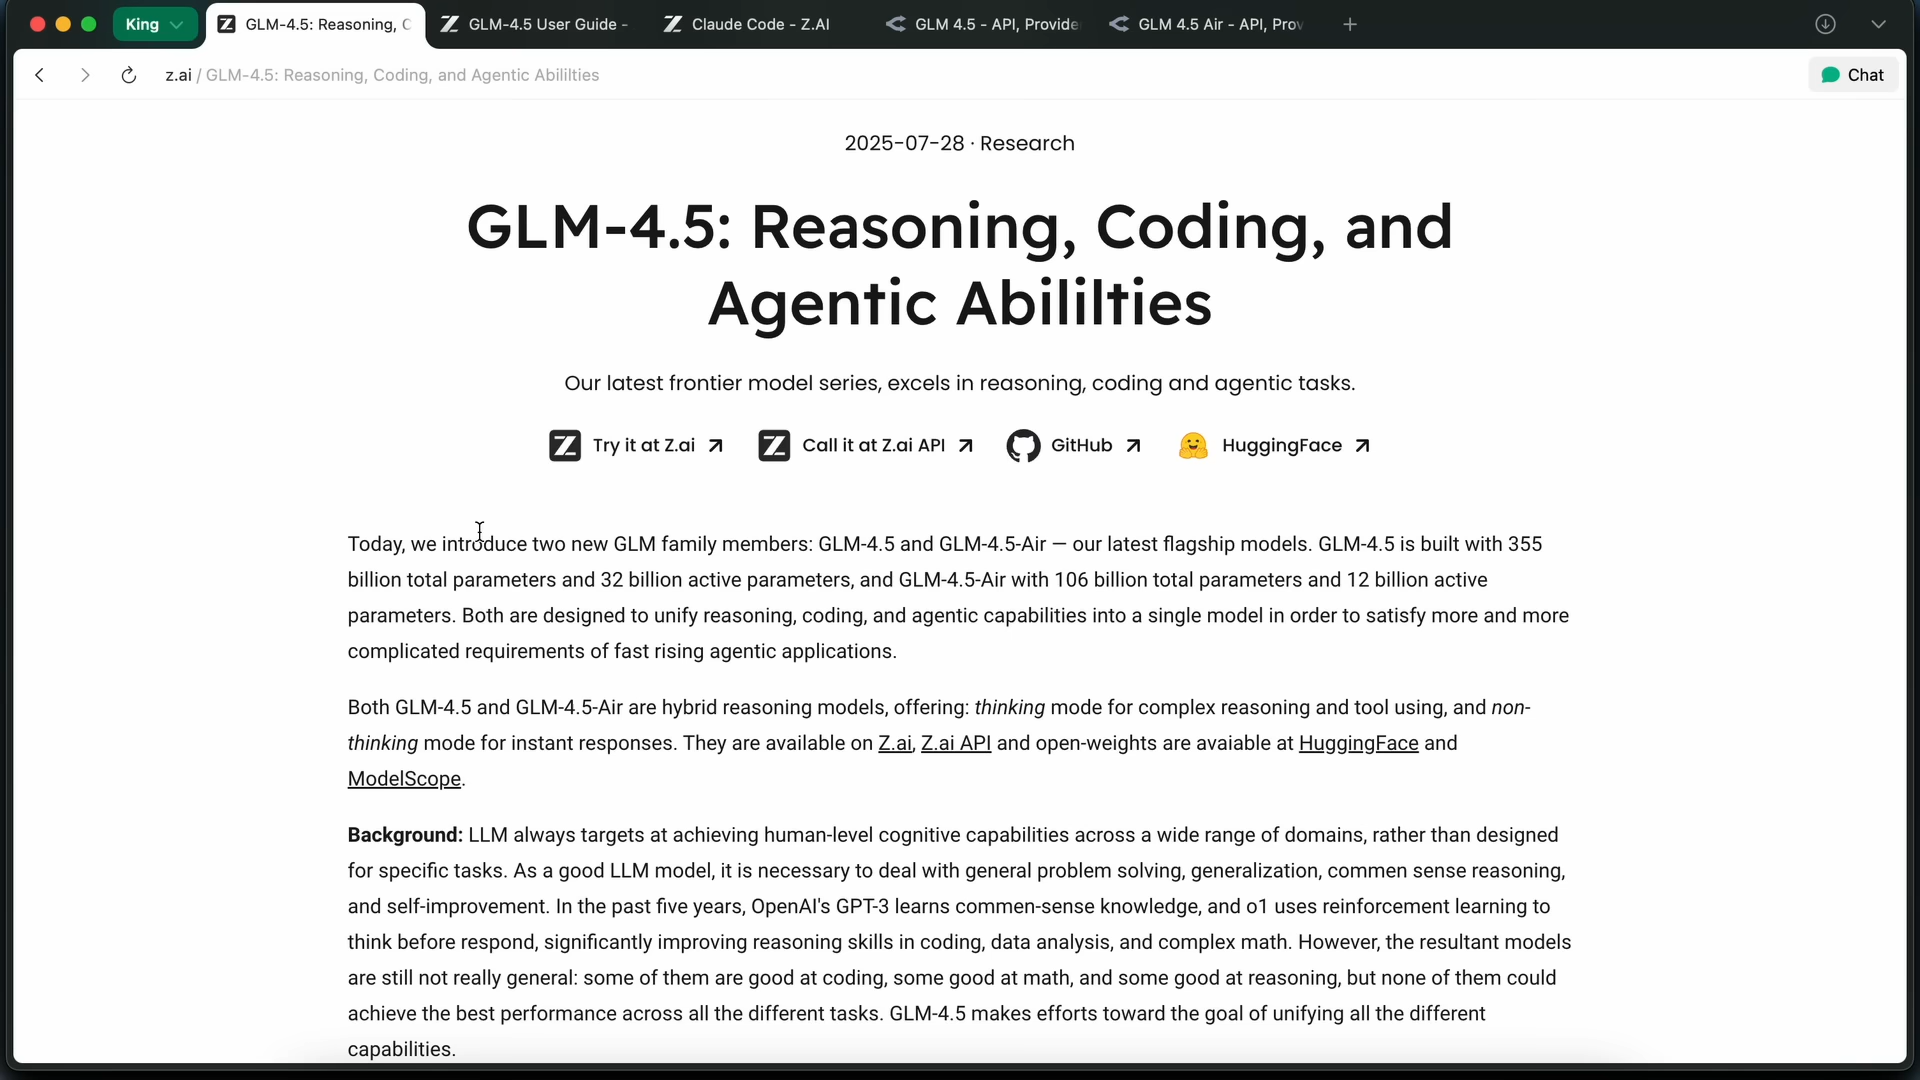 King
GLM-4.5: Reasoning, C
GLM-4.5 User Guide -
Claude Code - Z.AI
GLM 4.5 - API, Provide
GLM 4.5 Air - API, Prov
z.ai / GLM-4.5: Reasoning, Coding, and Agentic Abililties
Chat
2025-07-28 · Research
GLM-4.5: Reasoning, Coding, and
Agentic Abililties
Our latest frontier model series, excels in reasoning, coding and agentic tasks.
Try it at Z.ai
Call it at Z.ai API
GitHub
HuggingFace
Today, we introduce two new GLM family members: GLM-4.5 and GLM-4.5-Air — our latest flagship models. GLM-4.5 is built with 355
billion total parameters and 32 billion active parameters, and GLM-4.5-Air with 106 billion total parameters and 12 billion active
parameters. Both are designed to unify reasoning, coding, and agentic capabilities into a single model in order to satisfy more and more
complicated requirements of fast rising agentic applications.
Both GLM-4.5 and GLM-4.5-Air are hybrid reasoning models, offering: thinking mode for complex reasoning and tool using, and non-
thinking mode for instant responses. They are available on Z.ai, Z.ai API and open-weights are avaiable at HuggingFace and
ModelScope.
Background: LLM always targets at achieving human-level cognitive capabilities across a wide range of domains, rather than designed
for specific tasks. As a good LLM model, it is necessary to deal with general problem solving, generalization, commen sense reasoning,
and self-improvement. In the past five years, OpenAI's GPT-3 learns commen-sense knowledge, and o1 uses reinforcement learning to
think before respond, significantly improving reasoning skills in coding, data analysis, and complex math. However, the resultant models
are still not really general: some of them are good at coding, some good at math, and some good at reasoning, but none of them could
achieve the best performance across all the different tasks. GLM-4.5 makes efforts toward the goal of unifying all the different
capabilities.